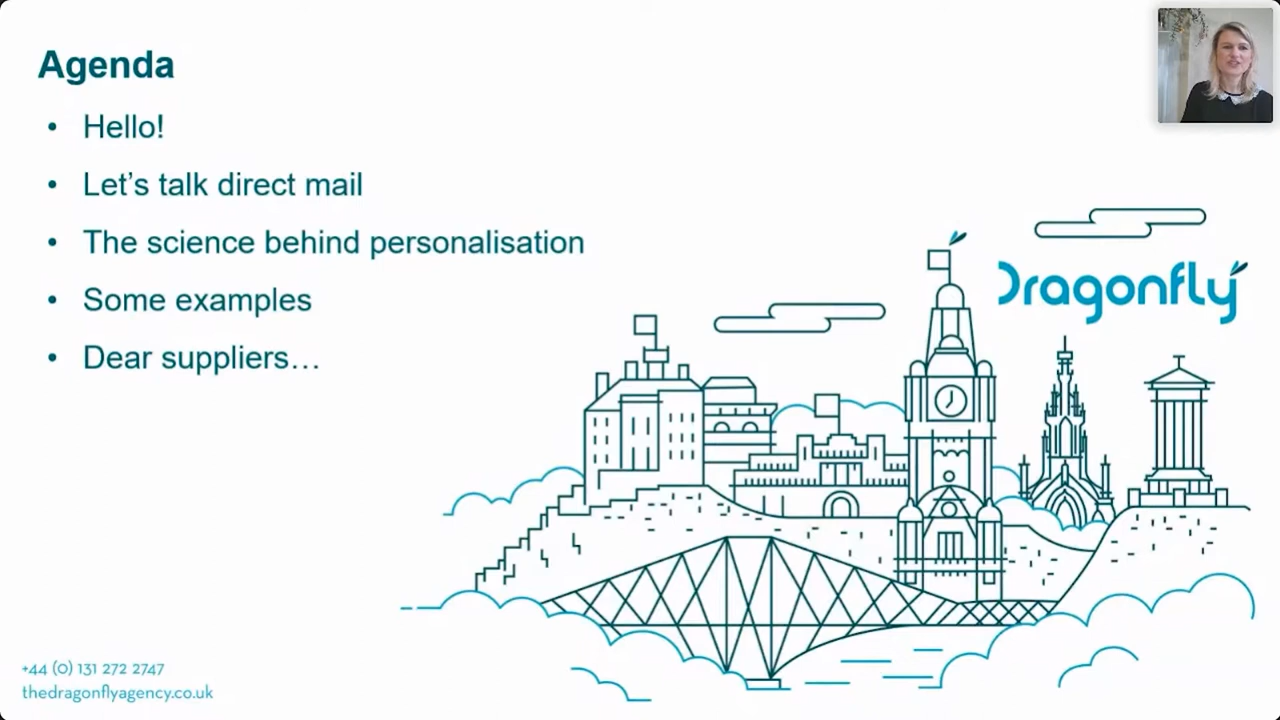 Agenda
• Hello!
• Let’s talk direct mail
• The science behind personalisation
• Some examples
• Dear suppliers…
Dragonfly
+44 (0) 131 272 2747
thedragonflyagency.co.uk